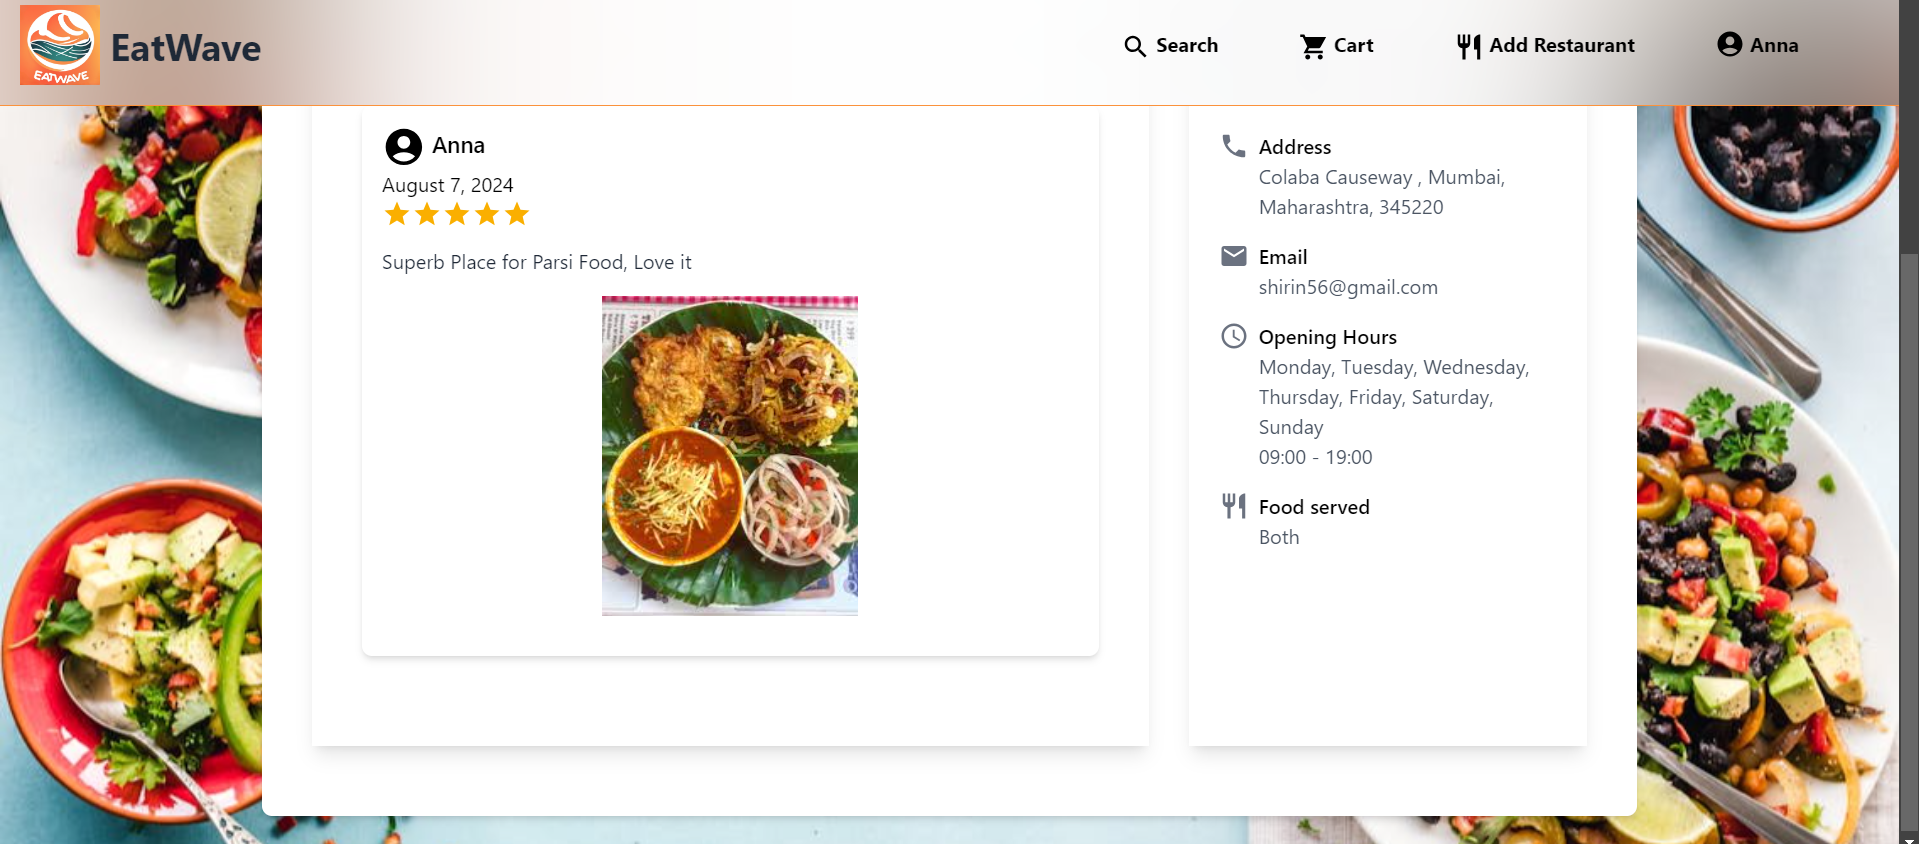 EATWAVE
EatWave
Search
Cart
Add Restaurant
Anna
Anna
August 7, 2024
Superb Place for Parsi Food, Love it
Address
Colaba Causeway , Mumbai,
Maharashtra, 345220
Email
shirin56@gmail.com
Opening Hours
Monday, Tuesday, Wednesday,
Thursday, Friday, Saturday,
Sunday
09:00 - 19:00
Food served
Both